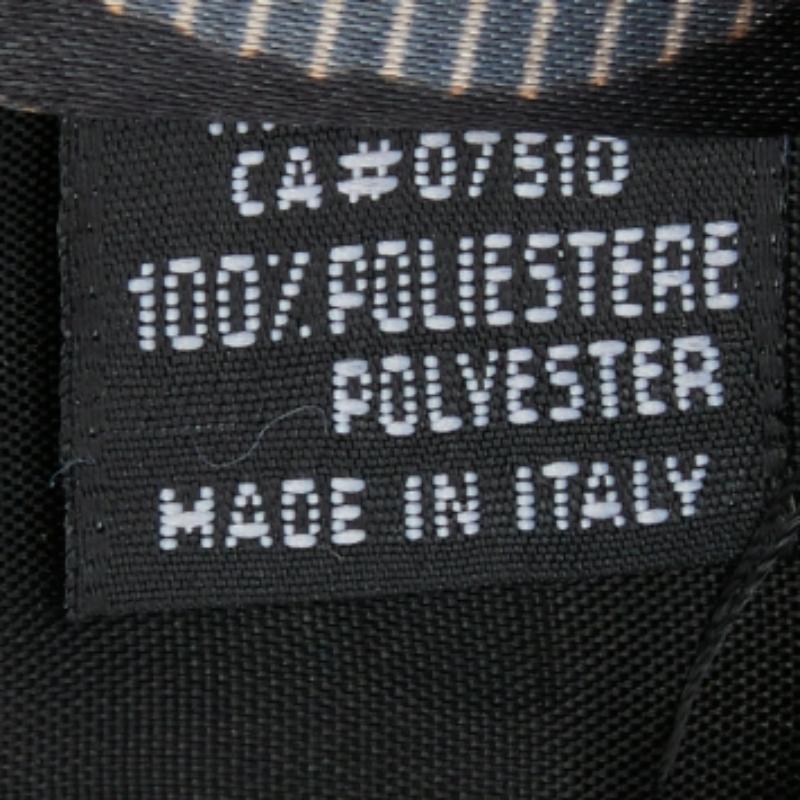 CA#07510
100% POLIESTERE
POLYESTER
MADE IN ITALY